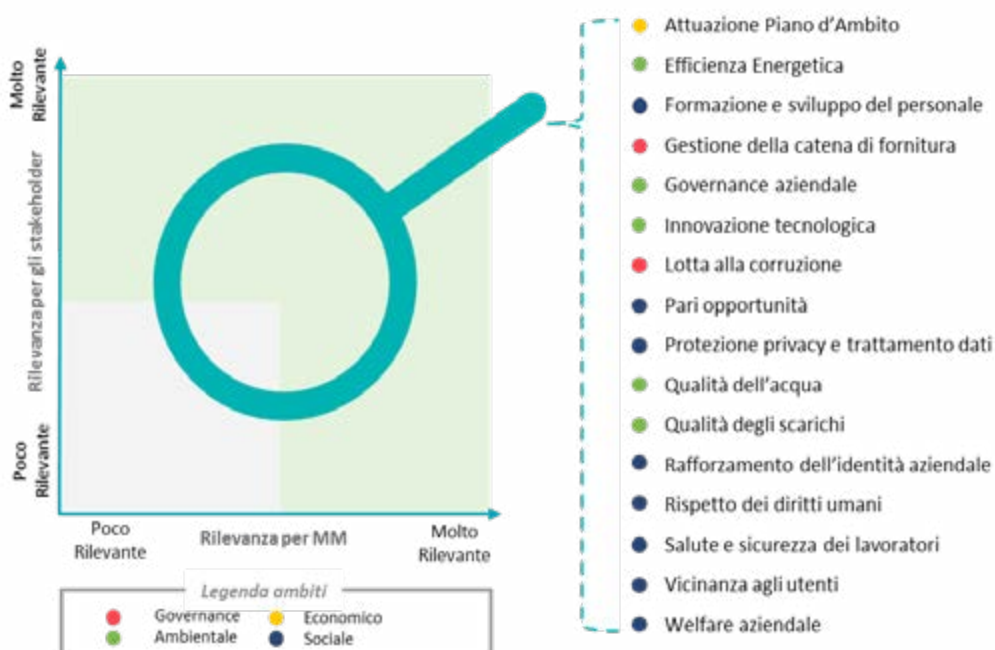 Molto
Rilevante
Rilevanza per gli stakeholder
Poco
Rilevante
Poco
Rilevante
Rilevanza per MM
Molto
Rilevante
Legenda ambiti
Governance
Economico
Ambientale
Sociale
Attuazione Piano d'Ambito
Efficienza Energetica
Formazione e sviluppo del personale
Gestione della catena di fornitura
Governance aziendale
Innovazione tecnologica
Lotta alla corruzione
Pari opportunità
Protezione privacy e trattamento dati
Qualità dell'acqua
Qualità degli scarichi
Rafforzamento dell'identità aziendale
Rispetto dei diritti umani
Salute e sicurezza dei lavoratori
Vicinanza agli utenti
Welfare aziendale